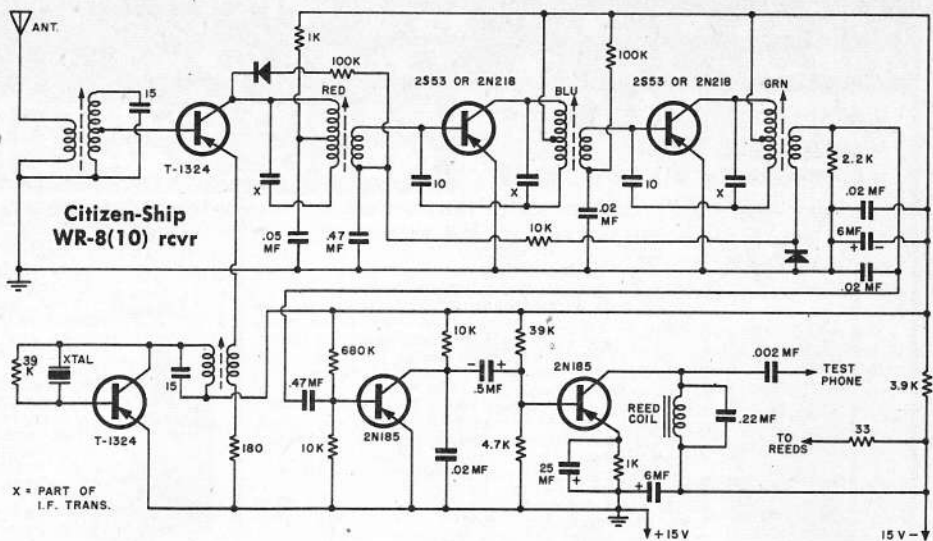 ANT.
15
1K
100K
RED
2S53 OR 2N218
BLU
100K
2S53 OR 2N218
GRN
T-1324
X
10
X
10
X
2.2K
.02 MF
Citizen-Ship
WR-8(10) rcvr
.05
MF
.47
MF
10K
.02
MF
6MF
+ -
.02 MF
39
K
XTAL
15
T-1324
180
680K
.47MF
10K
2N185
10K
.02MF
- +
.5MF
39K
4.7K
2N185
25
MF
+
1K
6MF
+
REED
COIL
.22MF
.002 MF
TEST
PHONE
TO
REEDS
33
3.9K
X = PART OF
I.F. TRANS.
+15V
15 V-